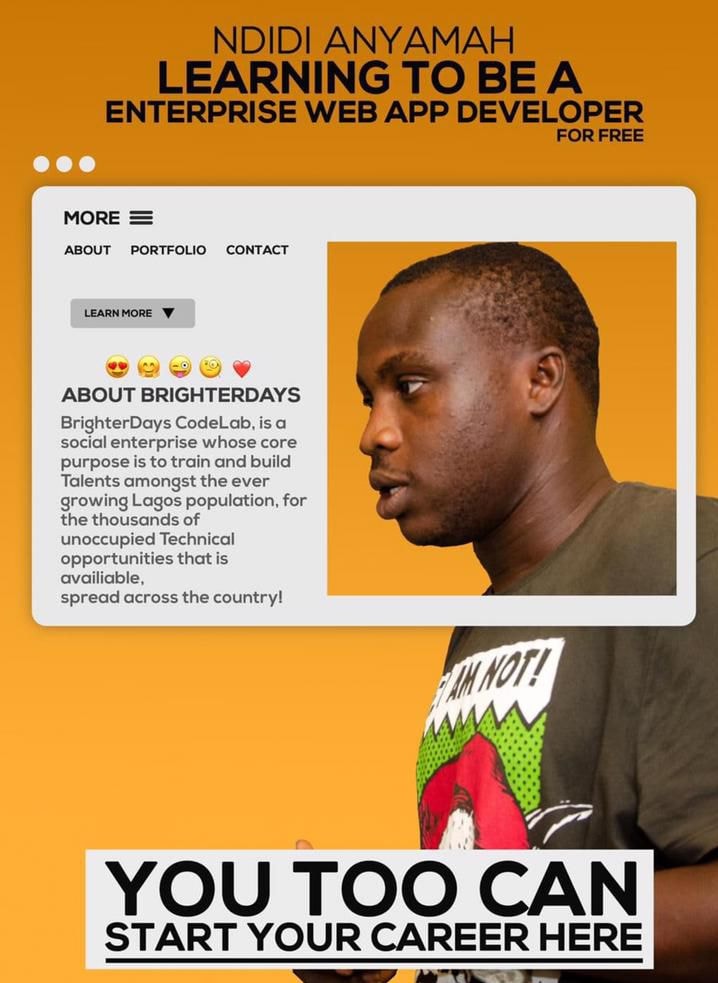 NDIDI ANYAMAH
LEARNING TO BE A
ENTERPRISE WEB APP DEVELOPER
FOR FREE
MORE
ABOUT PORTFOLIO CONTACT
LEARN MORE
ABOUT BRIGHTERDAYS
BrighterDays CodeLab, is a
social enterprise whose core
purpose is to train and build
Talents amongst the ever
growing Lagos population, for
the thousands of
unoccupied Technical
opportunities that is
availiable,
spread across the country!
AM NOT!
YOU TOO CAN
START YOUR CAREER HERE